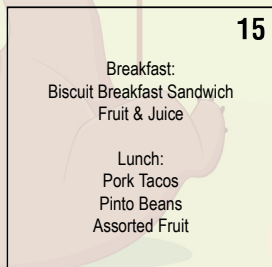 15
Breakfast:
Biscuit Breakfast Sandwich
Fruit & Juice
Lunch:
Pork Tacos
Pinto Beans
Assorted Fruit